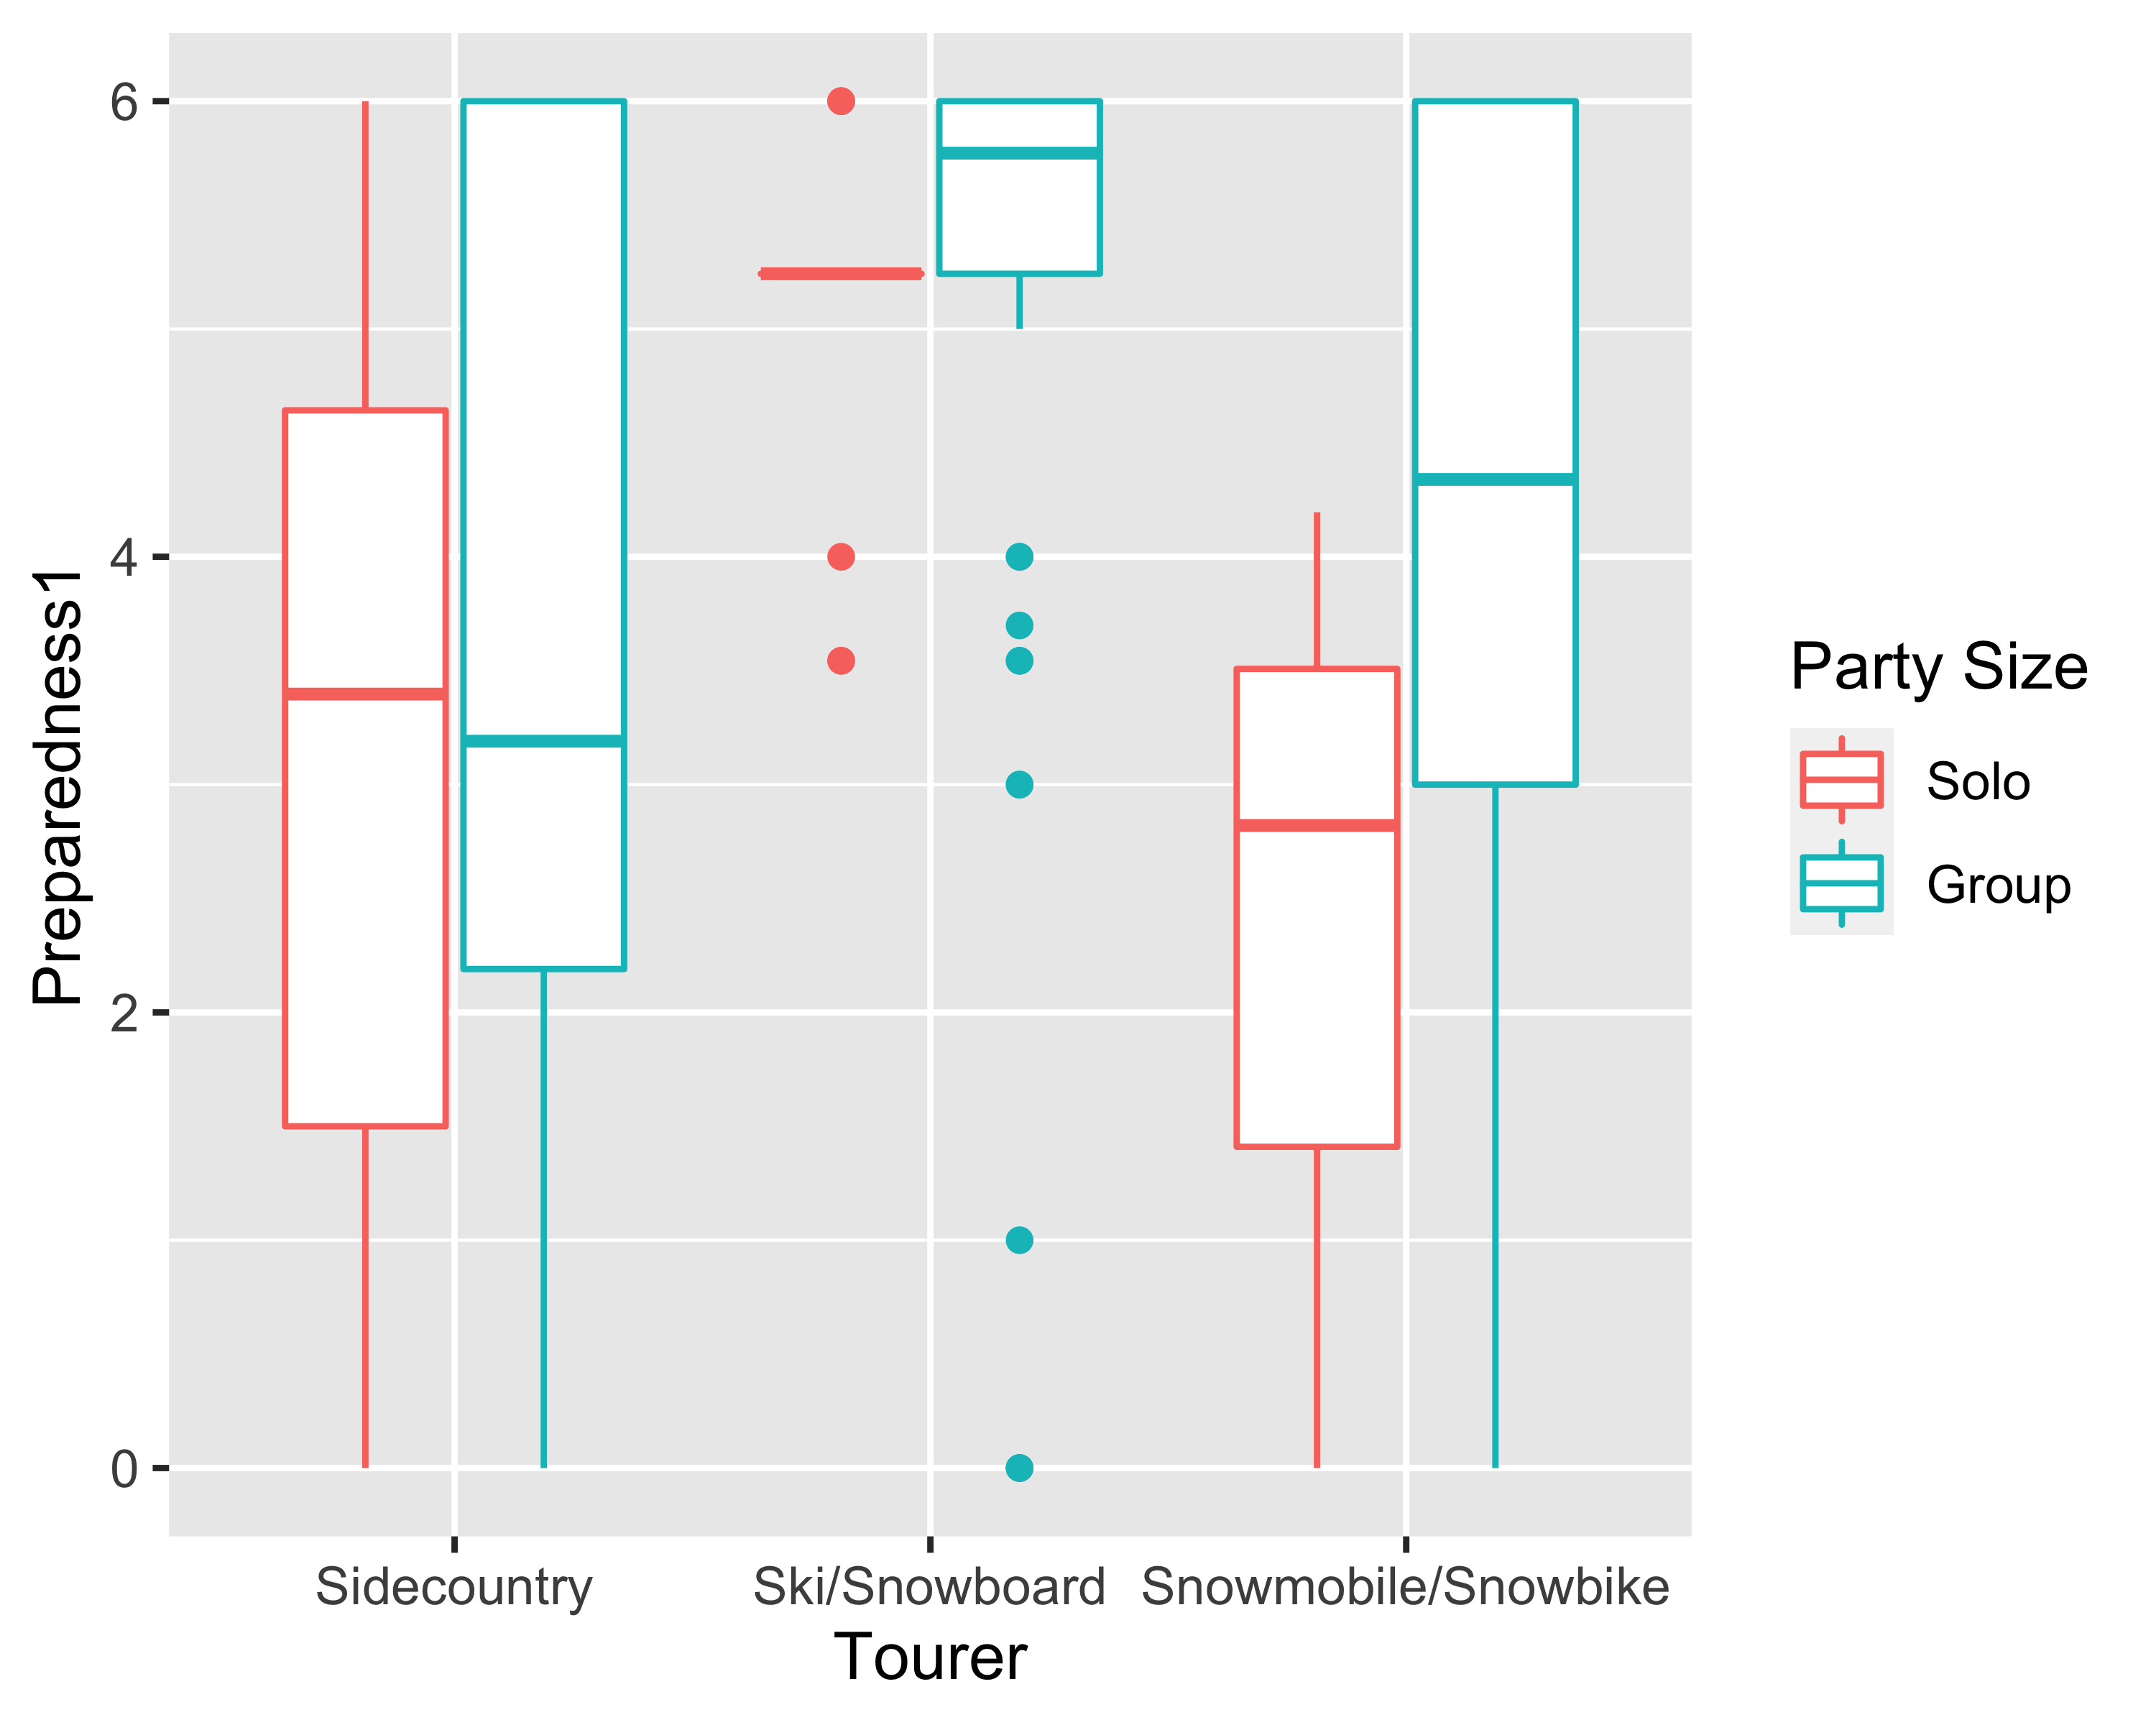 Preparedness1
6
4
2
0
Sidecountry
Ski/Snowboard
Snowmobile/Snowbike
Tourer
Party Size
Solo
Group